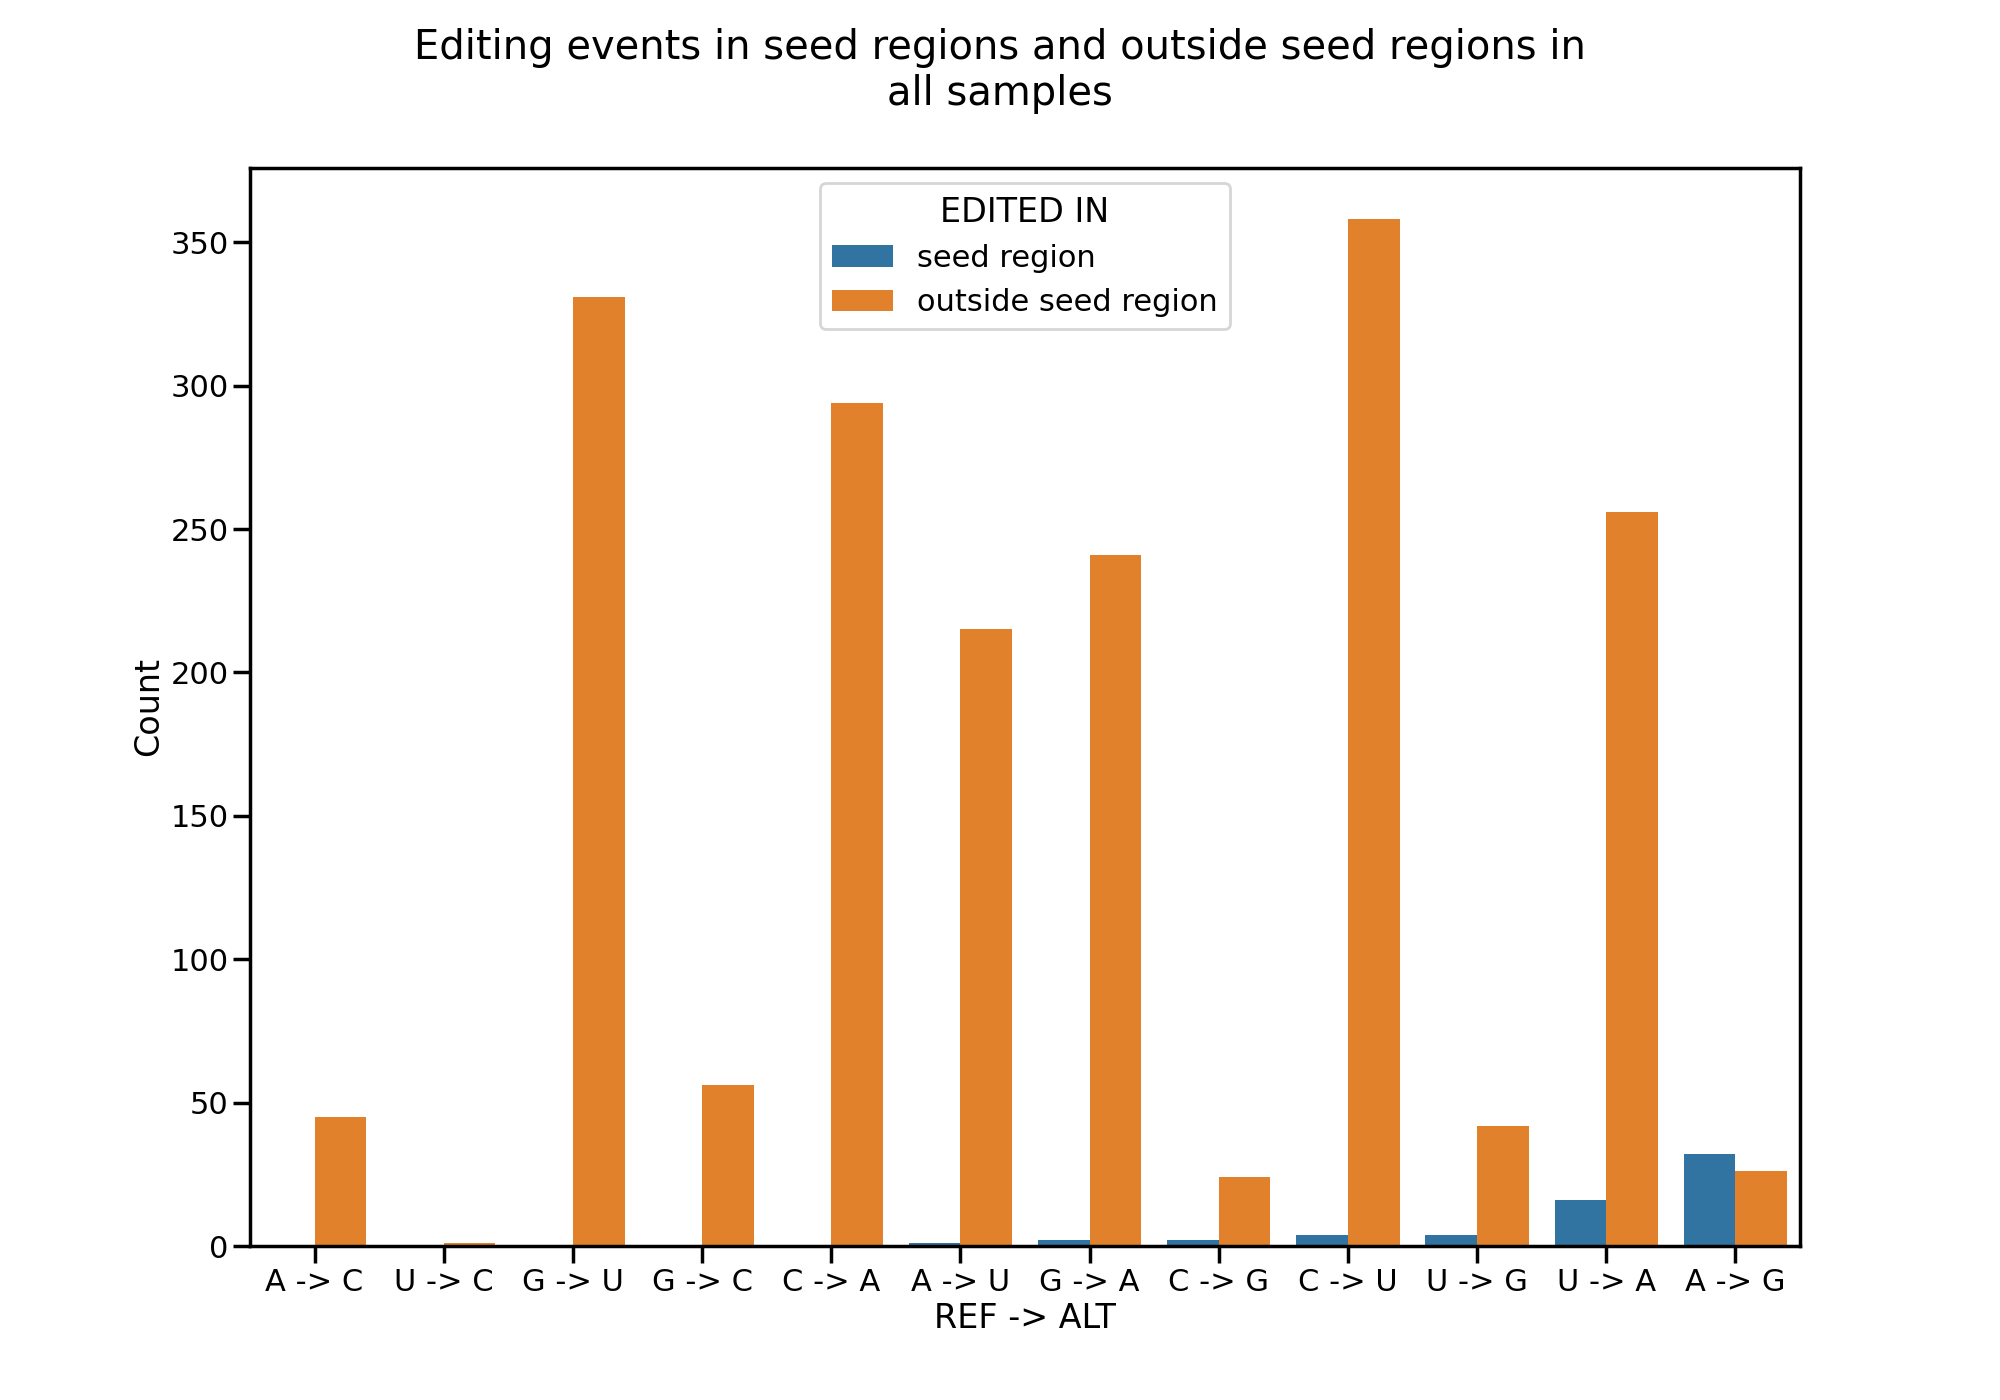 Editing events in seed regions and outside seed regions in
all samples
EDITED IN
seed region
outside seed region
350
300
250
200
150
100
50
0
Count
A -> C U -> C G -> U G -> C C -> A A -> U G -> A C -> G C -> U U -> G U -> A A -> G
REF -> ALT